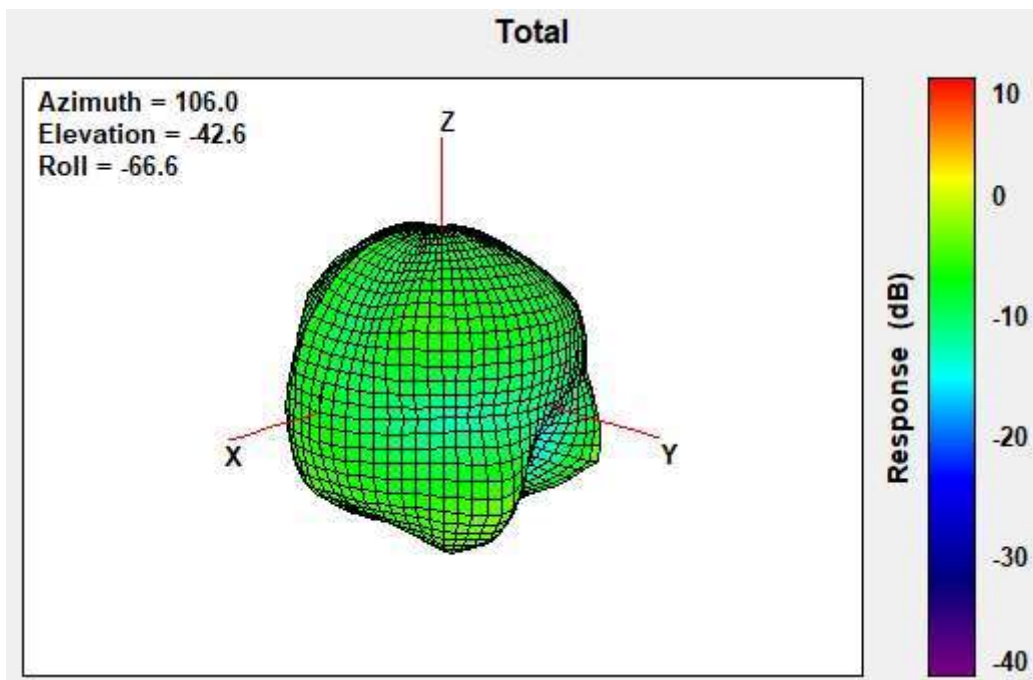 Total
Azimuth = 106.0
Elevation = -42.6
Roll = -66.6
Z
X
Y
10
0
-10
-20
-30
-40
Response (dB)